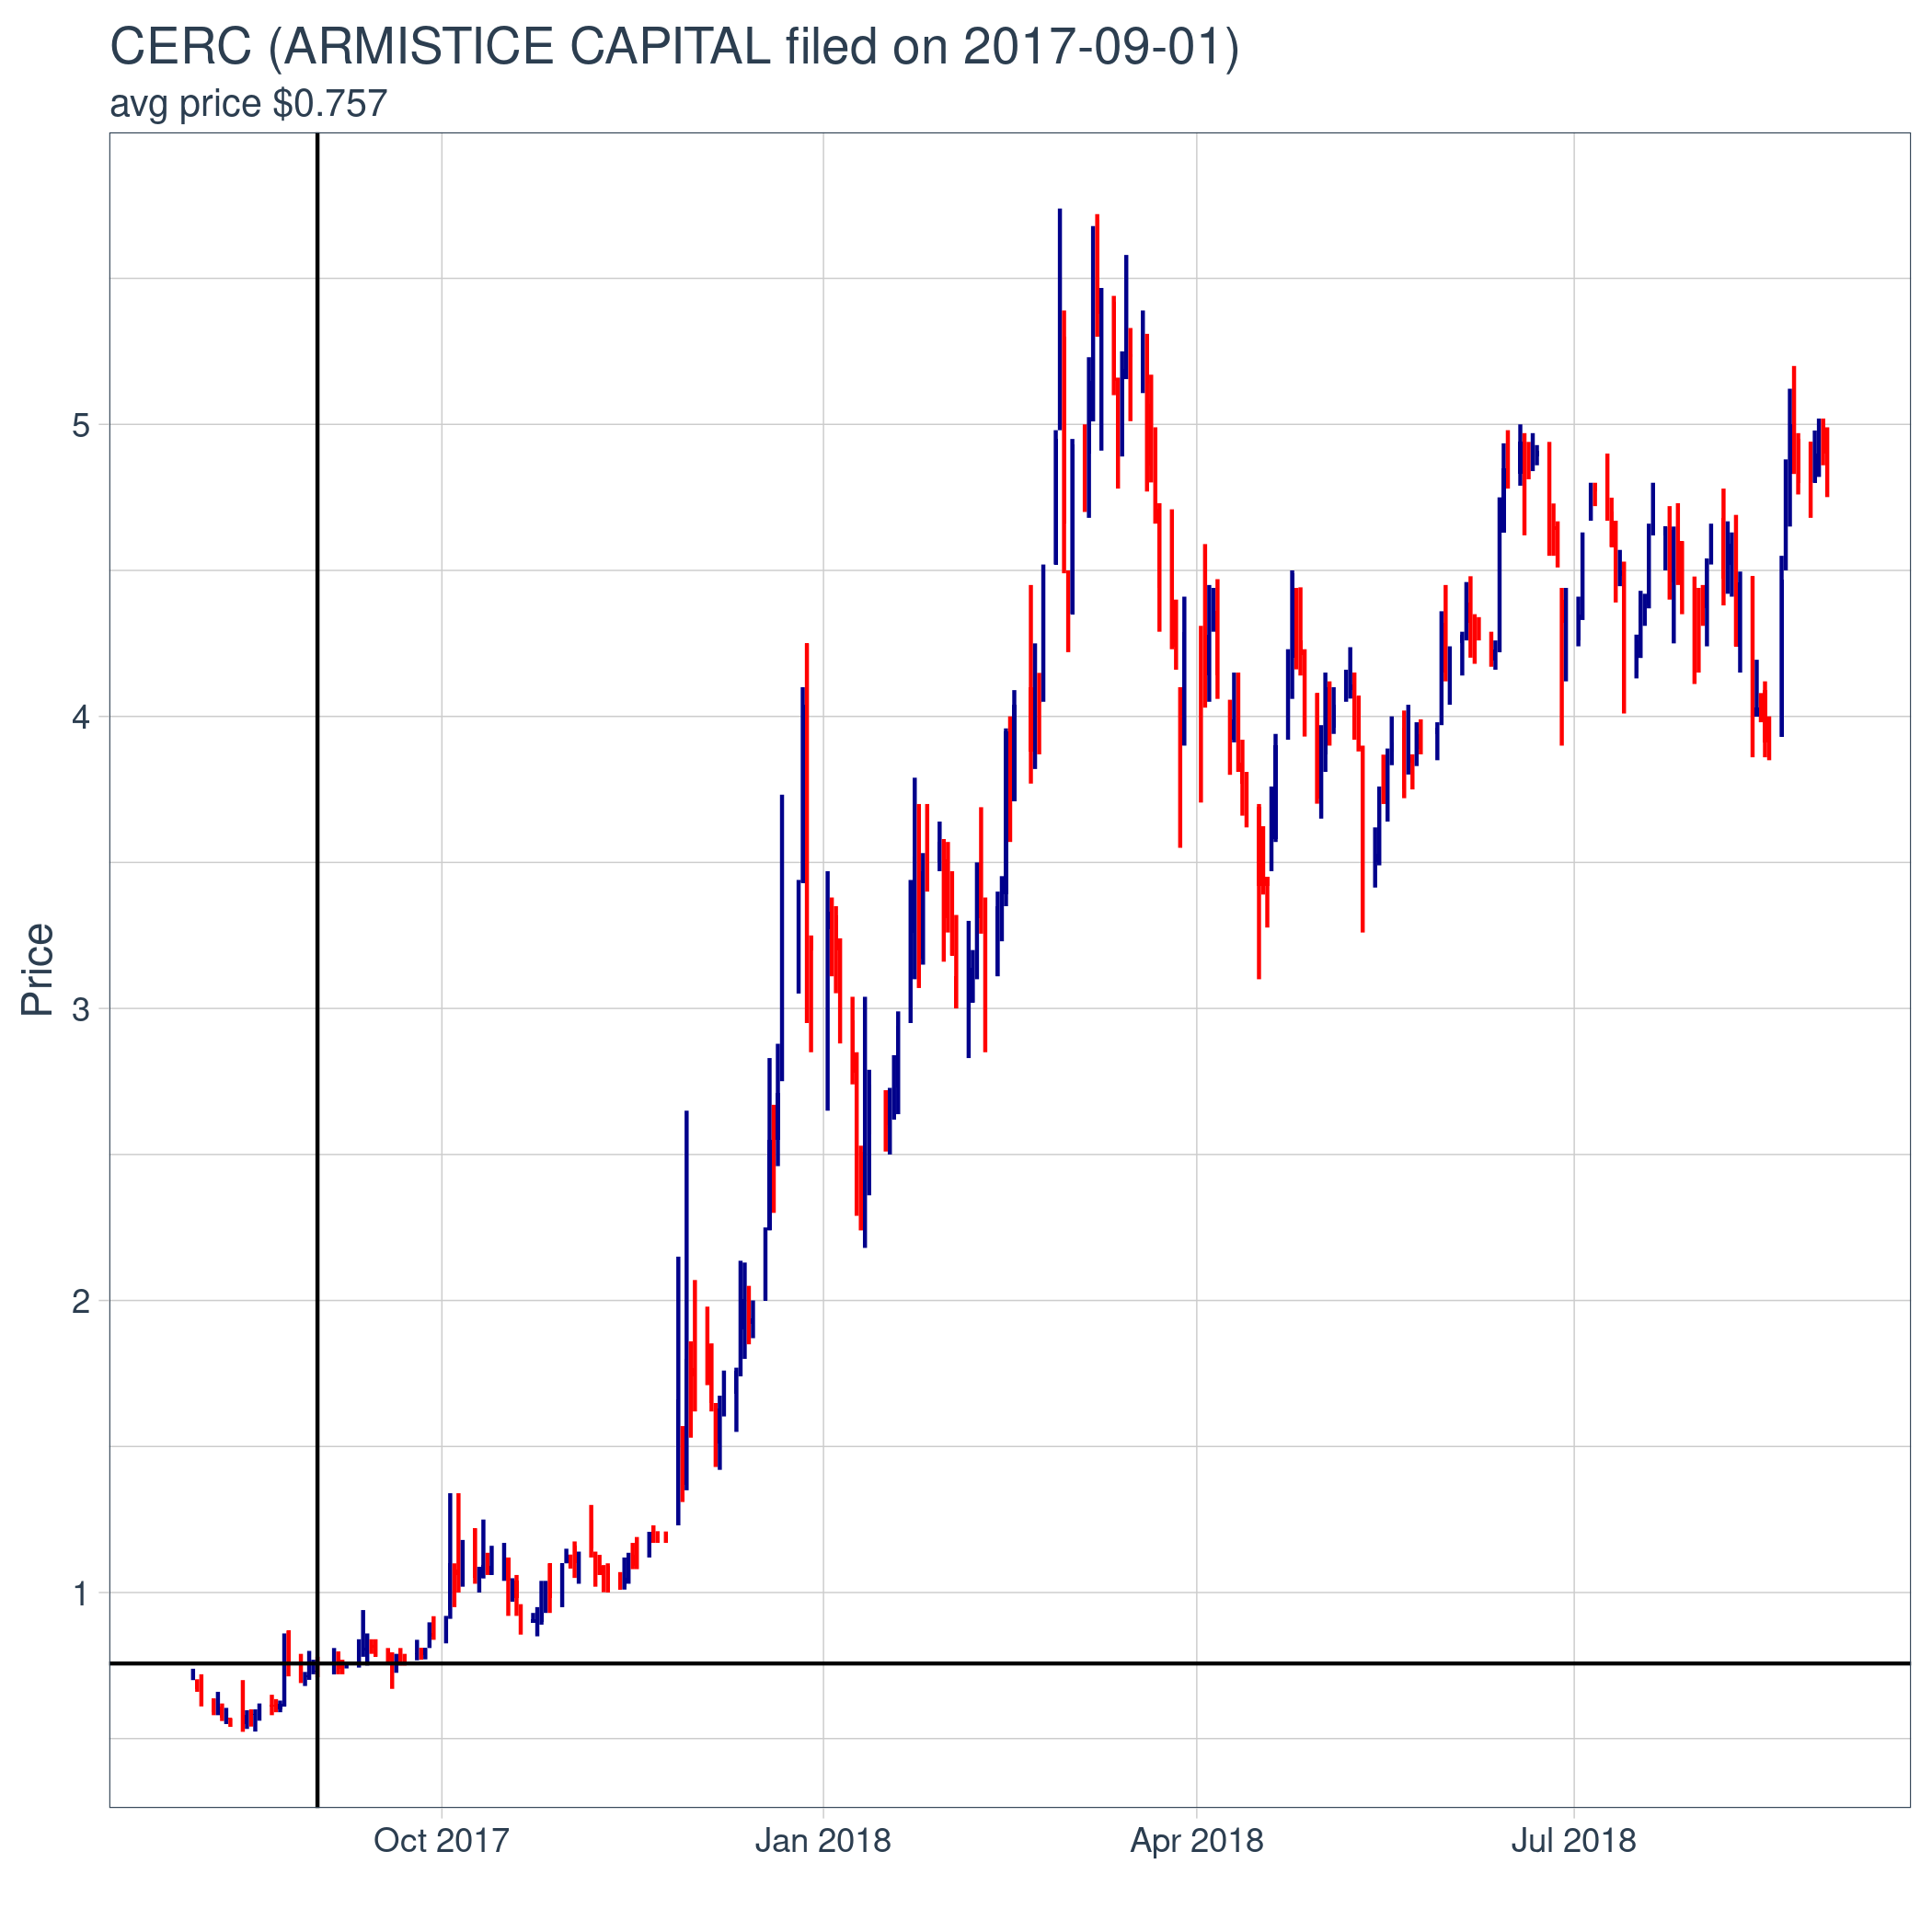 CERC (ARMISTICE CAPITAL filed on 2017-09-01)
avg price $0.757
Price
5
4
3
2
1
Oct 2017
Jan 2018
Apr 2018
Jul 2018